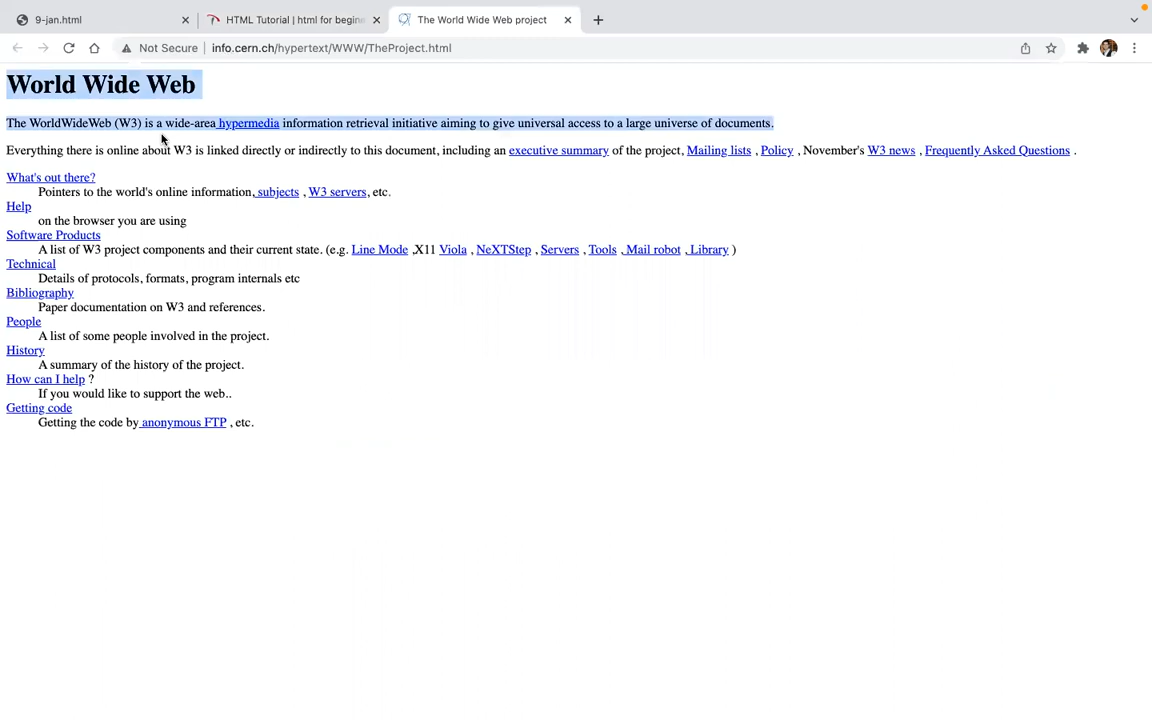 9-jan.html
HTML Tutorial | html for beginn
The World Wide Web project
Not Secure
info.cern.ch/hypertext/WWW/TheProject.html
World Wide Web
The WorldWideWeb (W3) is a wide-area hypermedia information retrieval initiative aiming to give universal access to a large universe of documents.
Everything there is online about W3 is linked directly or indirectly to this document, including an executive summary of the project, Mailing lists , Policy , November's W3 news , Frequently Asked Questions .
What's out there?
Pointers to the world's online information, subjects , W3 servers, etc.
Help
on the browser you are using
Software Products
A list of W3 project components and their current state. (e.g. Line Mode ,X11 Viola , NeXTStep , Servers , Tools , Mail robot , Library )
Technical
Details of protocols, formats, program internals etc
Bibliography
Paper documentation on W3 and references.
People
A list of some people involved in the project.
History
A summary of the history of the project.
How can I help ?
If you would like to support the web..
Getting code
Getting the code by anonymous FTP , etc.